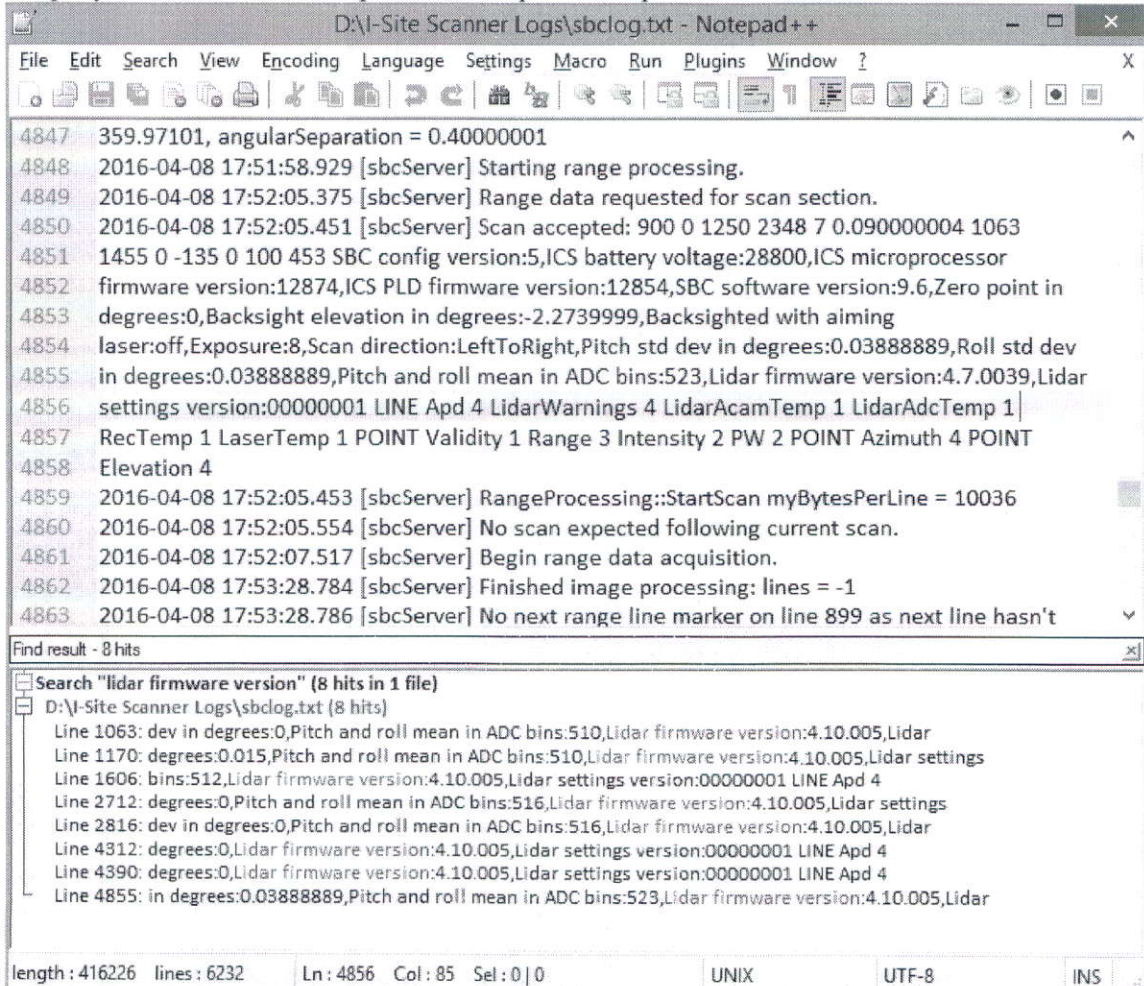 D:\I-Site Scanner Logs\sbclog.txt - Notepad++
File Edit Search View Encoding Language Settings Macro Run Plugins Window ? X
4847 359.97101, angularSeparation = 0.40000001
4848 2016-04-08 17:51:58.929 [sbcServer] Starting range processing.
4849 2016-04-08 17:52:05.375 [sbcServer] Range data requested for scan section.
4850 2016-04-08 17:52:05.451 [sbcServer] Scan accepted: 900 0 1250 2348 7 0.090000004 1063
4851 1455 0 -135 0 100 453 SBC config version:5,ICS battery voltage:28800,ICS microprocessor
4852 firmware version:12874,ICS PLD firmware version:12854,SBC software version:9.6,Zero point in
4853 degrees:0,Backsight elevation in degrees:-2.2739999,Backsighted with aiming
4854 laser:off,Exposure:8,Scan direction:LeftToRight,Pitch std dev in degrees:0.03888889,Roll std dev
4855 in degrees:0.03888889,Pitch and roll mean in ADC bins:523,Lidar firmware version:4.7.0039,Lidar
4856 settings version:00000001 LINE Apd 4 LidarWarnings 4 LidarAcamTemp 1 LidarAdcTemp 1
4857 RecTemp 1 LaserTemp 1 POINT Validity 1 Range 3 Intensity 2 PW 2 POINT Azimuth 4 POINT
4858 Elevation 4
4859 2016-04-08 17:52:05.453 [sbcServer] RangeProcessing::StartScan myBytesPerLine = 10036
4860 2016-04-08 17:52:05.554 [sbcServer] No scan expected following current scan.
4861 2016-04-08 17:52:07.517 [sbcServer] Begin range data acquisition.
4862 2016-04-08 17:53:28.784 [sbcServer] Finished image processing: lines = -1
4863 2016-04-08 17:53:28.786 [sbcServer] No next range line marker on line 899 as next line hasn't
Find result - 8 hits
Search "lidar firmware version" (8 hits in 1 file)
D:\I-Site Scanner Logs\sbclog.txt (8 hits)
Line 1063: dev in degrees:0,Pitch and roll mean in ADC bins:510,Lidar firmware version:4.10.005,Lidar
Line 1170: degrees:0.015,Pitch and roll mean in ADC bins:510,Lidar firmware version:4.10.005,Lidar settings
Line 1606: bins:512,Lidar firmware version:4.10.005,Lidar settings version:00000001 LINE Apd 4
Line 2712: degrees:0,Pitch and roll mean in ADC bins:516,Lidar firmware version:4.10.005,Lidar settings
Line 2816: dev in degrees:0,Pitch and roll mean in ADC bins:516,Lidar firmware version:4.10.005,Lidar
Line 4312: degrees:0,Lidar firmware version:4.10.005,Lidar settings version:00000001 LINE Apd 4
Line 4390: degrees:0,Lidar firmware version:4.10.005,Lidar settings version:00000001 LINE Apd 4
Line 4855: in degrees:0.03888889,Pitch and roll mean in ADC bins:523,Lidar firmware version:4.10.005,Lidar
length : 416226 lines : 6232 Ln : 4856 Col : 85 Sel : 0 | 0 UNIX UTF-8 INS